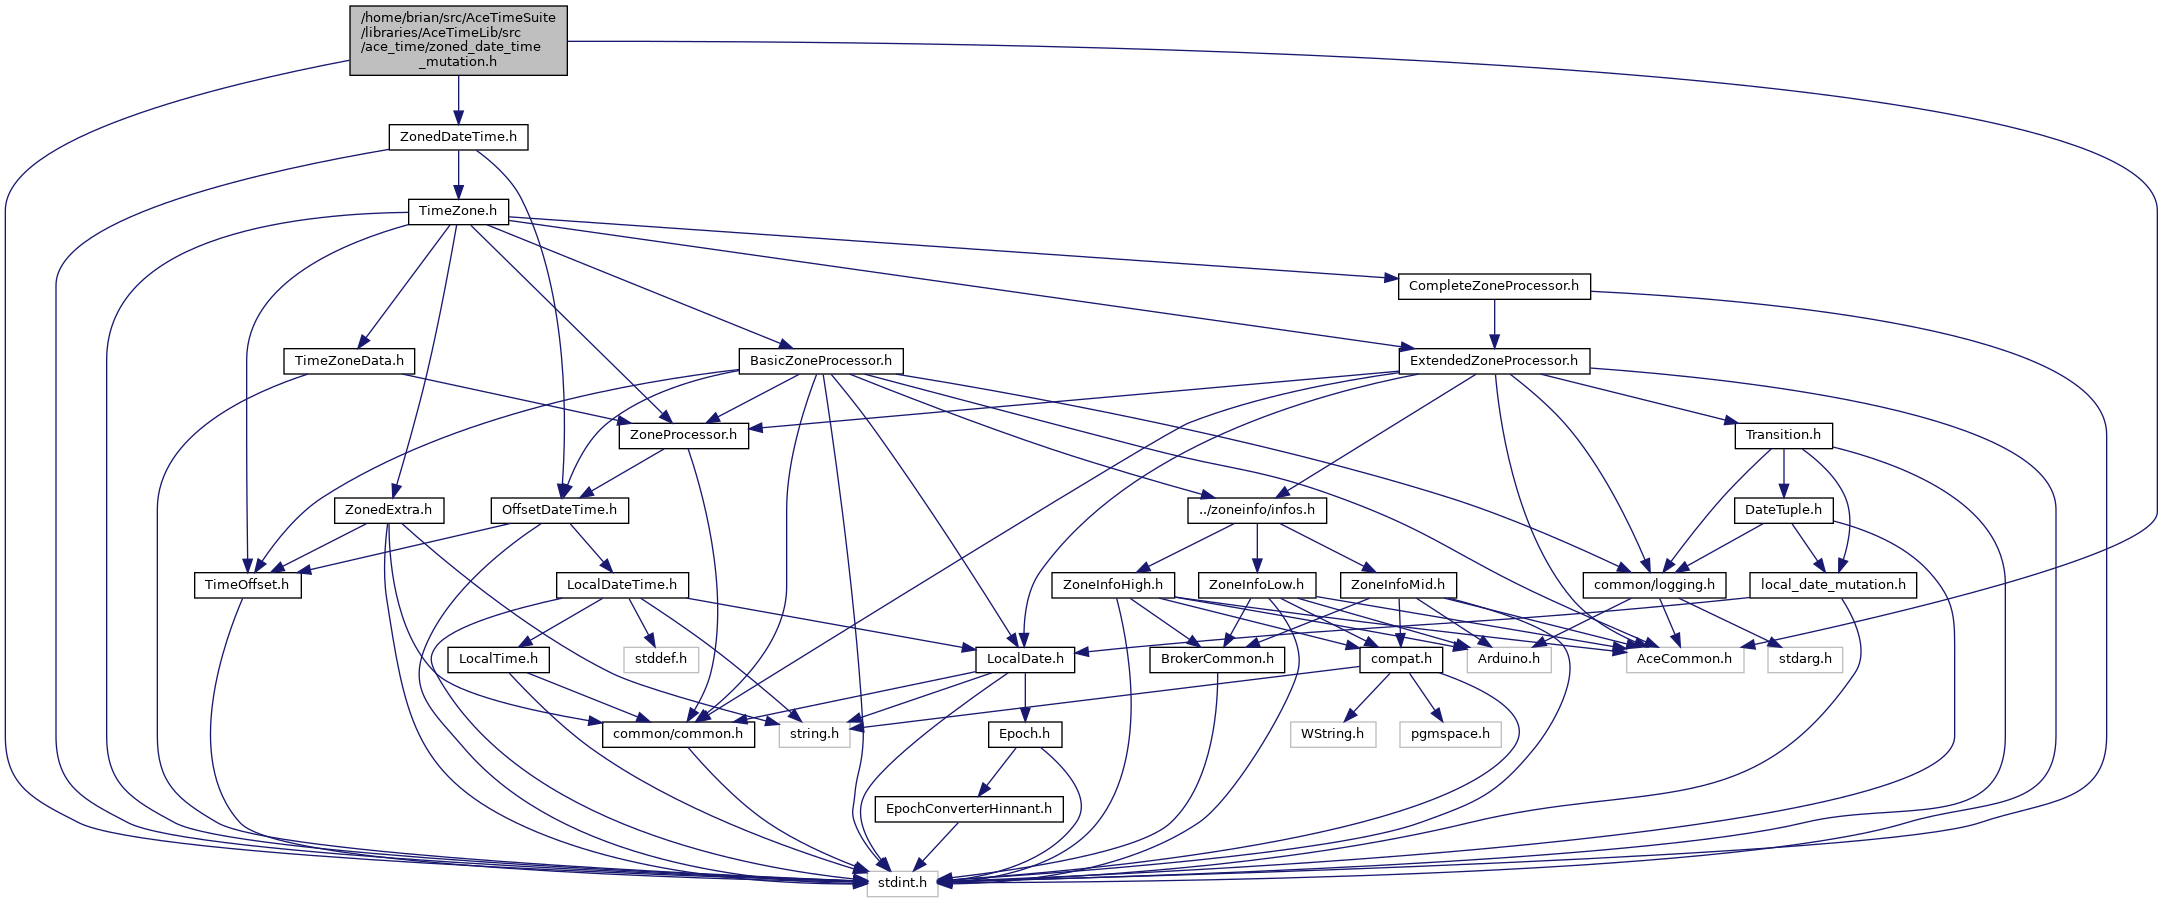 /home/brian/src/AceTimeSuite
/libraries/AceTimeLib/src
/ace_time/zoned_date_time
_mutation.h
ZonedDateTime.h
TimeZone.h
CompleteZoneProcessor.h
TimeZoneData.h
BasicZoneProcessor.h
ExtendedZoneProcessor.h
ZoneProcessor.h
Transition.h
ZonedExtra.h
OffsetDateTime.h
../zoneinfo/infos.h
DateTuple.h
TimeOffset.h
LocalDateTime.h
ZoneInfoHigh.h
ZoneInfoLow.h
ZoneInfoMid.h
common/logging.h
local_date_mutation.h
LocalTime.h
stddef.h
LocalDate.h
BrokerCommon.h
compat.h
Arduino.h
AceCommon.h
stdarg.h
common/common.h
string.h
Epoch.h
WString.h
pgmspace.h
EpochConverterHinnant.h
stdint.h